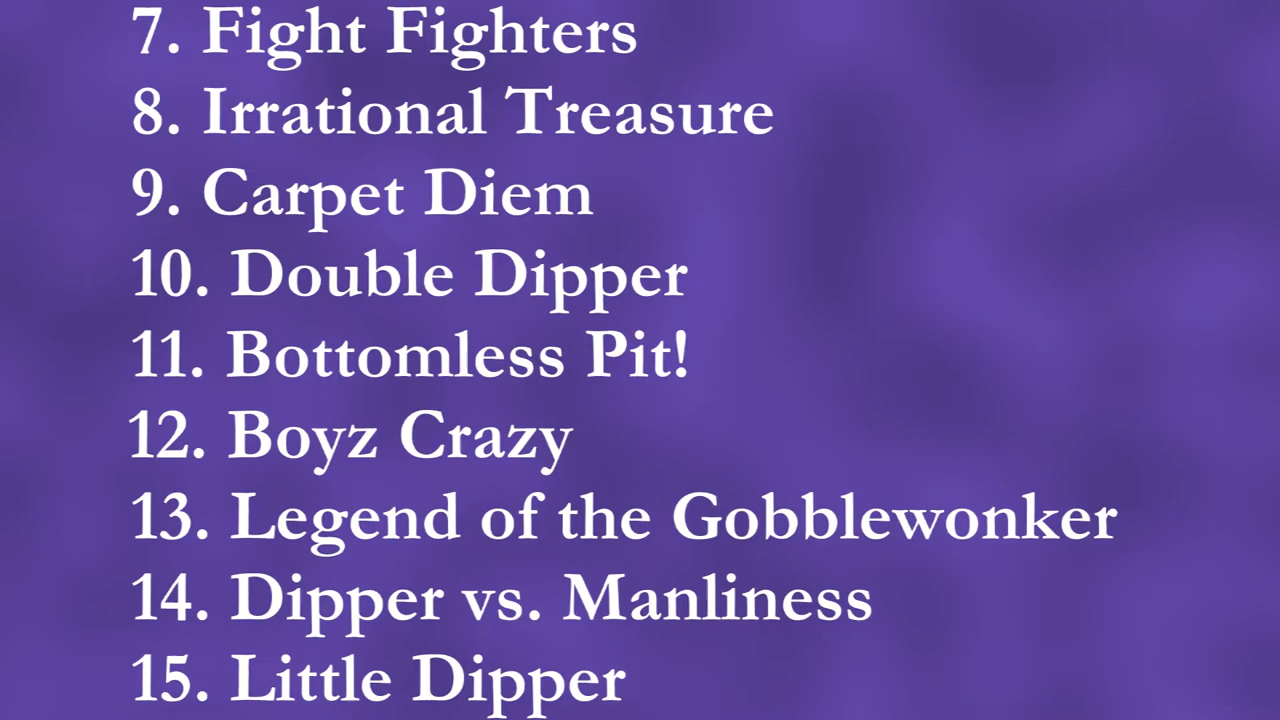 7. Fight Fighters
8. Irrational Treasure
9. Carpet Diem
10. Double Dipper
11. Bottomless Pit!
12. Boyz Crazy
13. Legend of the Gobblewonker
14. Dipper vs. Manliness
15. Little Dipper